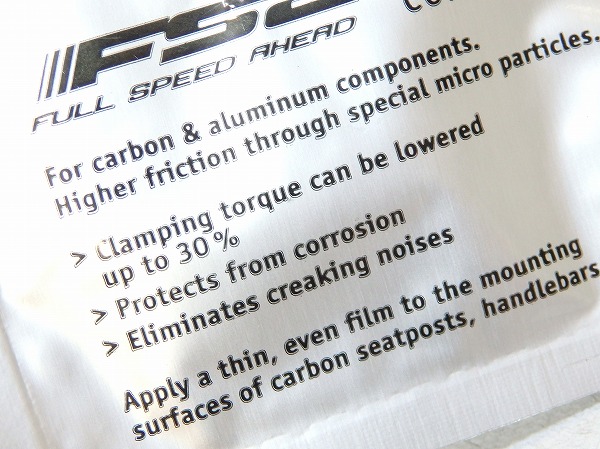 FSA
FULL SPEED AHEAD
For carbon & aluminum components.
Higher friction through special micro particles.
> Clamping torque can be lowered
up to 30%
> Protects from corrosion
> Eliminates creaking noises
Apply a thin, even film to the mounting
surfaces of carbon seatposts, handlebars